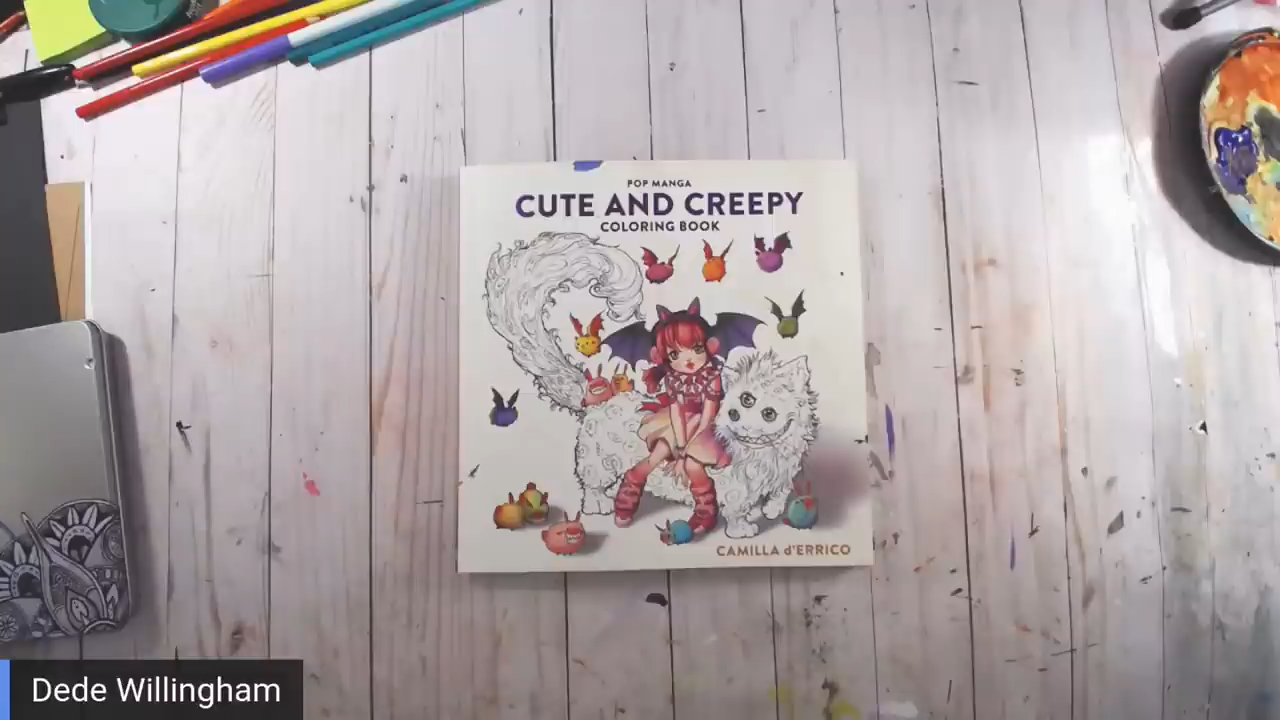 POP MANGA
CUTE AND CREEPY
COLORING BOOK
CAMILLA d'ERRICO
Dede Willingham